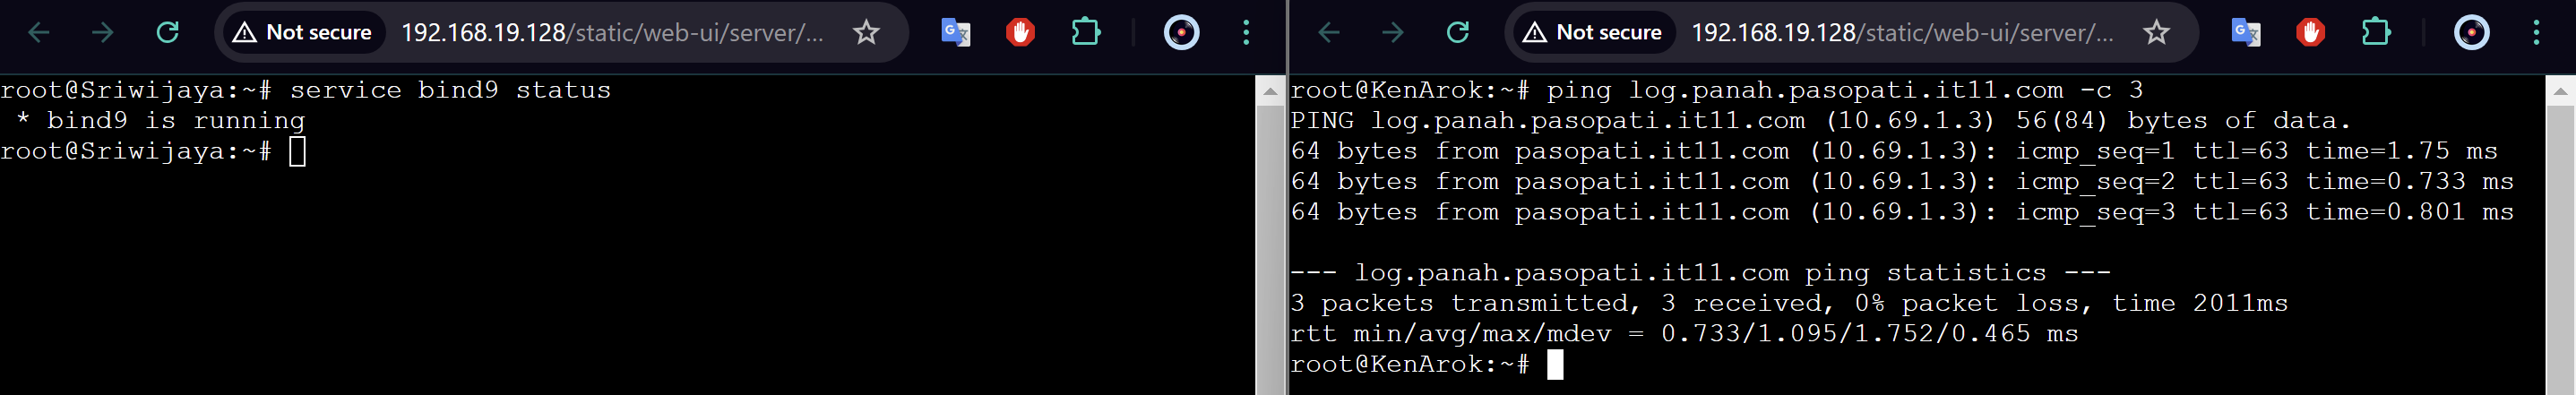 Not secure 192.168.19.128/static/web-ui/server/...
root@Sriwijaya:~# service bind9 status
 * bind9 is running
root@Sriwijaya:~#
Not secure 192.168.19.128/static/web-ui/server/...
root@KenArok:~# ping log.panah.pasopati.it11.com -c 3
PING log.panah.pasopati.it11.com (10.69.1.3) 56(84) bytes of data.
64 bytes from pasopati.it11.com (10.69.1.3): icmp_seq=1 ttl=63 time=1.75 ms
64 bytes from pasopati.it11.com (10.69.1.3): icmp_seq=2 ttl=63 time=0.733 ms
64 bytes from pasopati.it11.com (10.69.1.3): icmp_seq=3 ttl=63 time=0.801 ms
--- log.panah.pasopati.it11.com ping statistics ---
3 packets transmitted, 3 received, 0% packet loss, time 2011ms
rtt min/avg/max/mdev = 0.733/1.095/1.752/0.465 ms
root@KenArok:~#